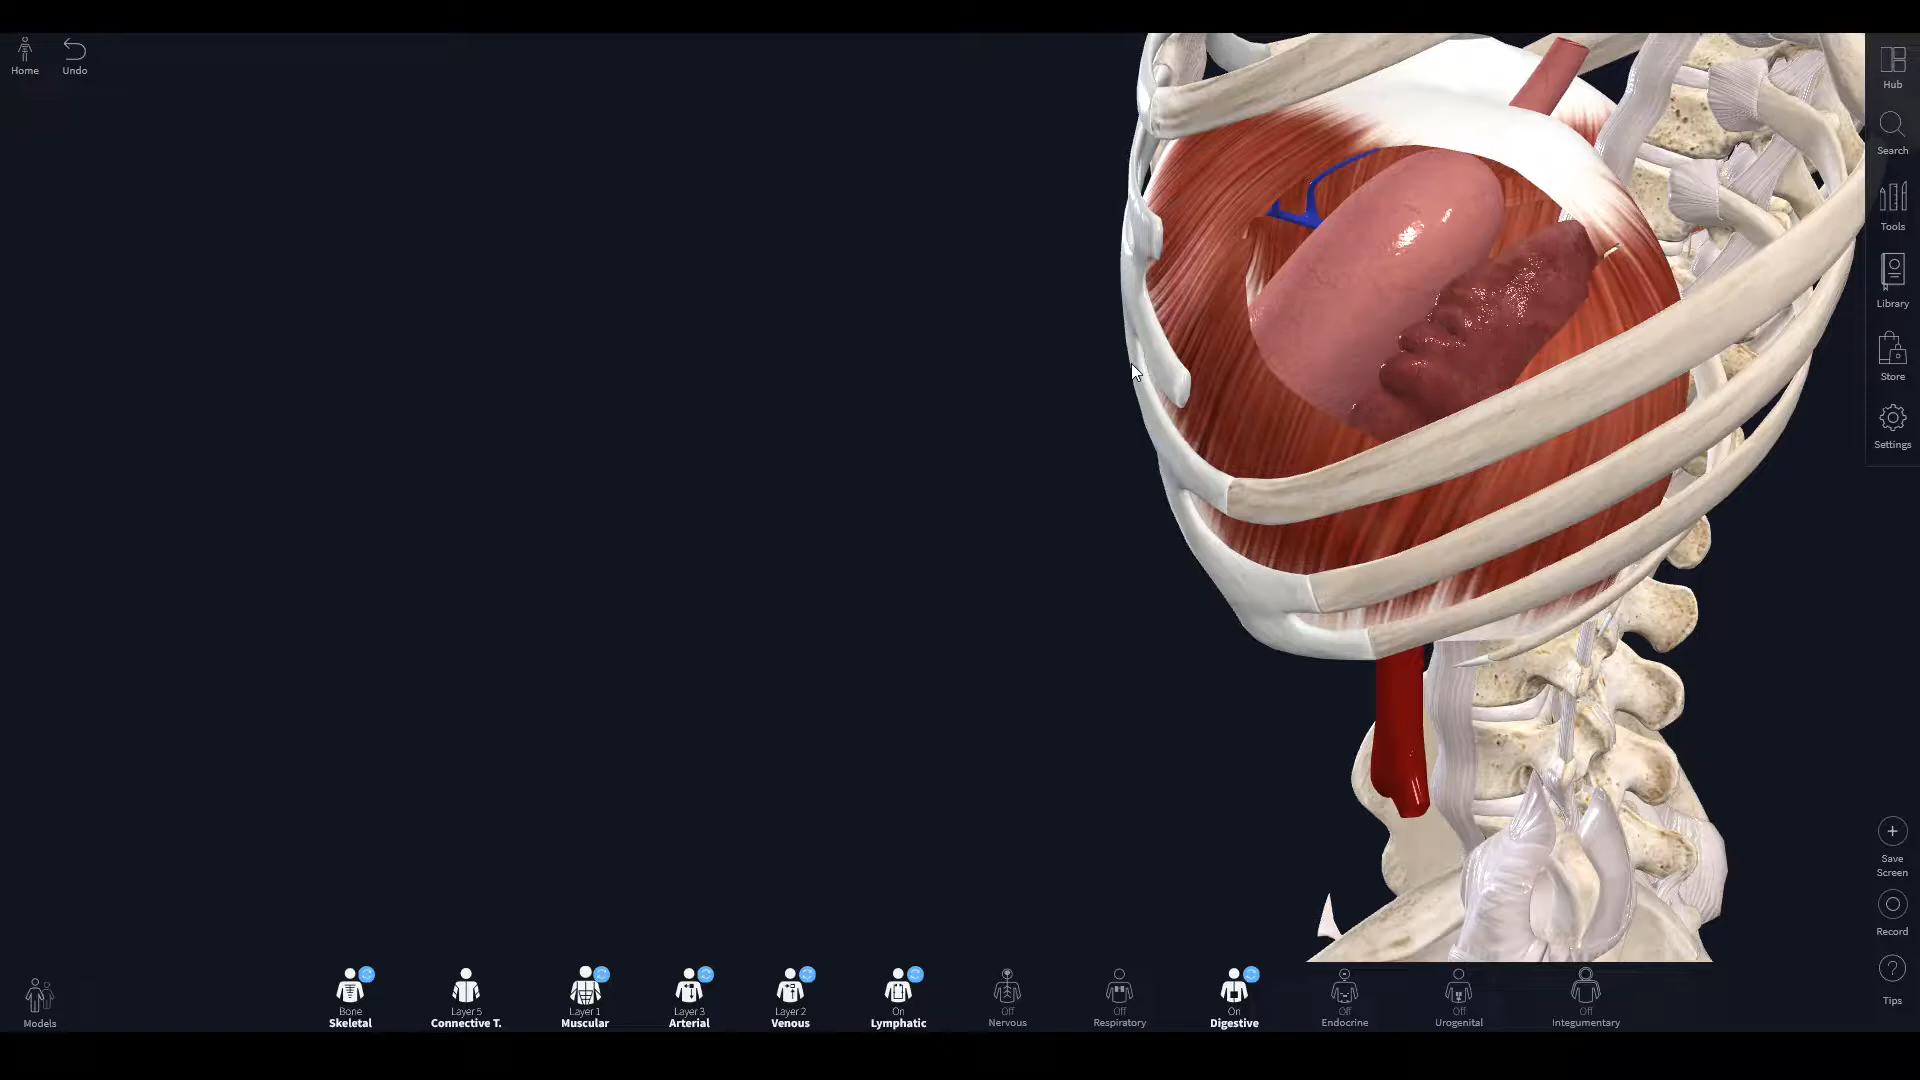 Home
Undo
Hub
Search
Tools
Library
Store
Settings
Save
Screen
Record
Tips
Models
Bone
Skeletal
Layer 5
Connective T.
Layer 1
Muscular
Layer 3
Arterial
Layer 2
Venous
On
Lymphatic
Off
Nervous
Off
Respiratory
On
Digestive
Off
Endocrine
Off
Urogenital
Off
Integumentary